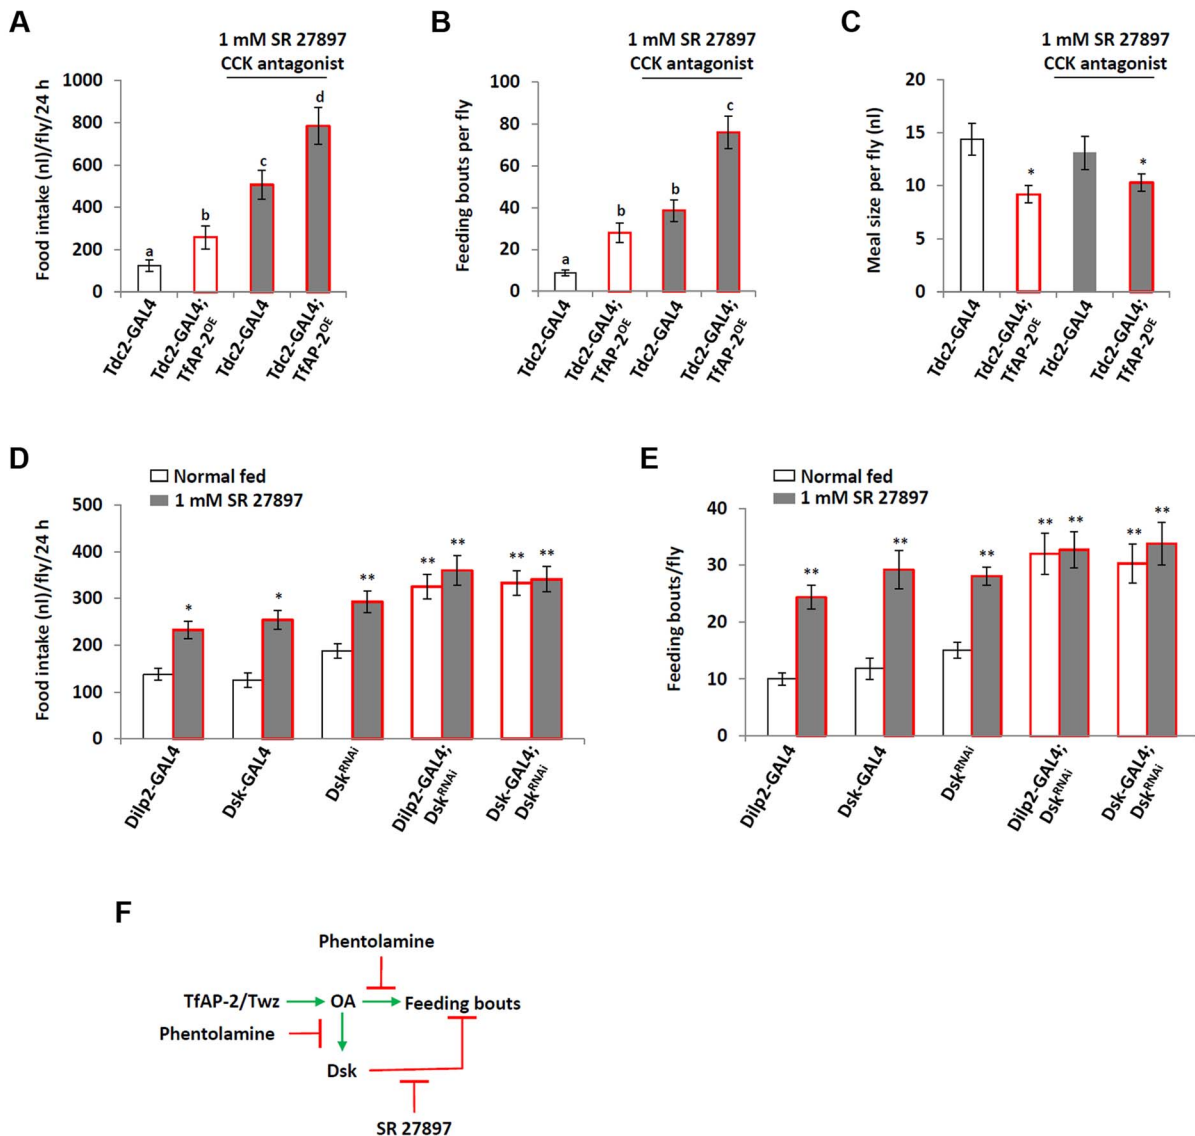 A
1 mM SR 27897
CCK antagonist
Food intake (nl)/fly/24 h
1000
800
600
400
200
0
a
b
c
d
Tdc2-GAL4
Tdc2-GAL4;
TfAP-2OE
Tdc2-GAL4
Tdc2-GAL4;
TfAP-2OE
B
1 mM SR 27897
CCK antagonist
Feeding bouts per fly
100
80
60
40
20
0
a
b
b
c
Tdc2-GAL4
Tdc2-GAL4;
TfAP-2OE
Tdc2-GAL4
Tdc2-GAL4;
TfAP-2OE
C
1 mM SR 27897
CCK antagonist
Meal size per fly (nl)
20
15
10
5
0
*
*
Tdc2-GAL4
Tdc2-GAL4;
TfAP-2OE
Tdc2-GAL4
Tdc2-GAL4;
TfAP-2OE
D
Normal fed
1 mM SR 27897
Food intake (nl)/fly/24 h
500
400
300
200
100
0
*
*
**
** **
** **
Dilp2-GAL4
Dsk-GAL4
DskRNAi
Dilp2-GAL4;
DskRNAi
Dsk-GAL4;
DskRNAi
E
Normal fed
1 mM SR 27897
Feeding bouts/fly
40
30
20
10
0
**
**
**
** **
** **
Dilp2-GAL4
Dsk-GAL4
DskRNAi
Dilp2-GAL4;
DskRNAi
Dsk-GAL4;
DskRNAi
F
Phentolamine
TfAP-2/Twz OA Feeding bouts
Phentolamine
Dsk
SR 27897